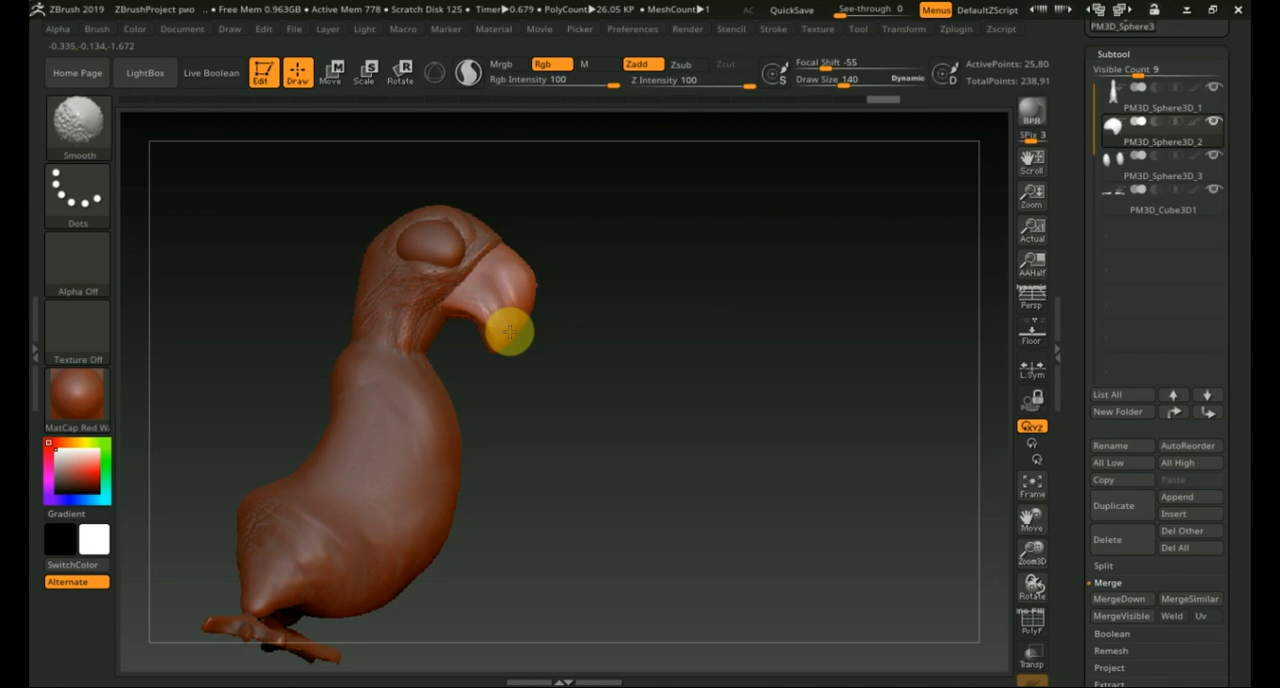 ZBrush 2019 ZBrushProject рио .. • Free Mem 0.963GB • Active Mem 778 • Scratch Disk 125 • Timer▶0.679 • PolyCount▶26.05 KP • MeshCount▶1 AC QuickSave See-through 0 Menus DefaultZScript
PM3D_Sphere3
Alpha Brush Color Document Draw Edit File Layer Light Macro Marker Material Movie Picker Preferences Render Stencil Stroke Texture Tool Transform Zplugin Zscript
-0.335,-0.134,-1.672
Home Page LightBox Live Boolean Edit Draw Move Scale Rotate
Mrgb Rgb M Zadd Zsub Zcut
Rgb Intensity 100 Z Intensity 100
Focal Shift -55
Draw Size 140 Dynamic
ActivePoints: 25,80
TotalPoints: 238,91
Smooth
Dots
Alpha Off
Texture Off
MatCap Red W
Gradient
SwitchColor
Alternate
BPR
SPix 3
Scroll
Zoom
Actual
AAHalf
Dynamic
Persp
Floor
L.Sym
XYZ
Frame
Move
Zoom3D
Rotate
PolyF
Transp
Subtool
Visible Count 9
PM3D_Sphere3D_1
PM3D_Sphere3D_2
PM3D_Sphere3D_3
PM3D_Cube3D1
List All
New Folder
Rename AutoReorder
All Low All High
Copy Paste
Duplicate Append
Insert
Delete Del Other
Del All
Split
Merge
MergeDown MergeSimilar
MergeVisible Weld Uv
Boolean
Remesh
Project
Extract